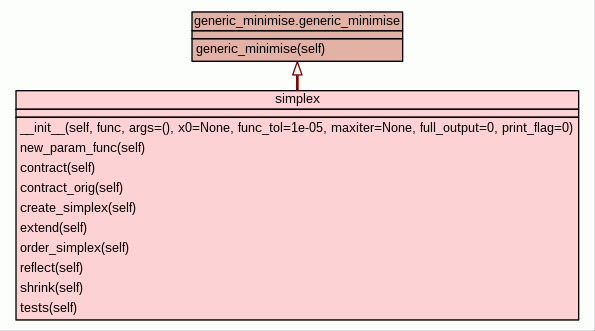 generic_minimise.generic_minimise
generic_minimise(self)
simplex
__init__(self, func, args=(), x0=None, func_tol=1e-05, maxiter=None, full_output=0, print_flag=0)
new_param_func(self)
contract(self)
contract_orig(self)
create_simplex(self)
extend(self)
order_simplex(self)
reflect(self)
shrink(self)
tests(self)